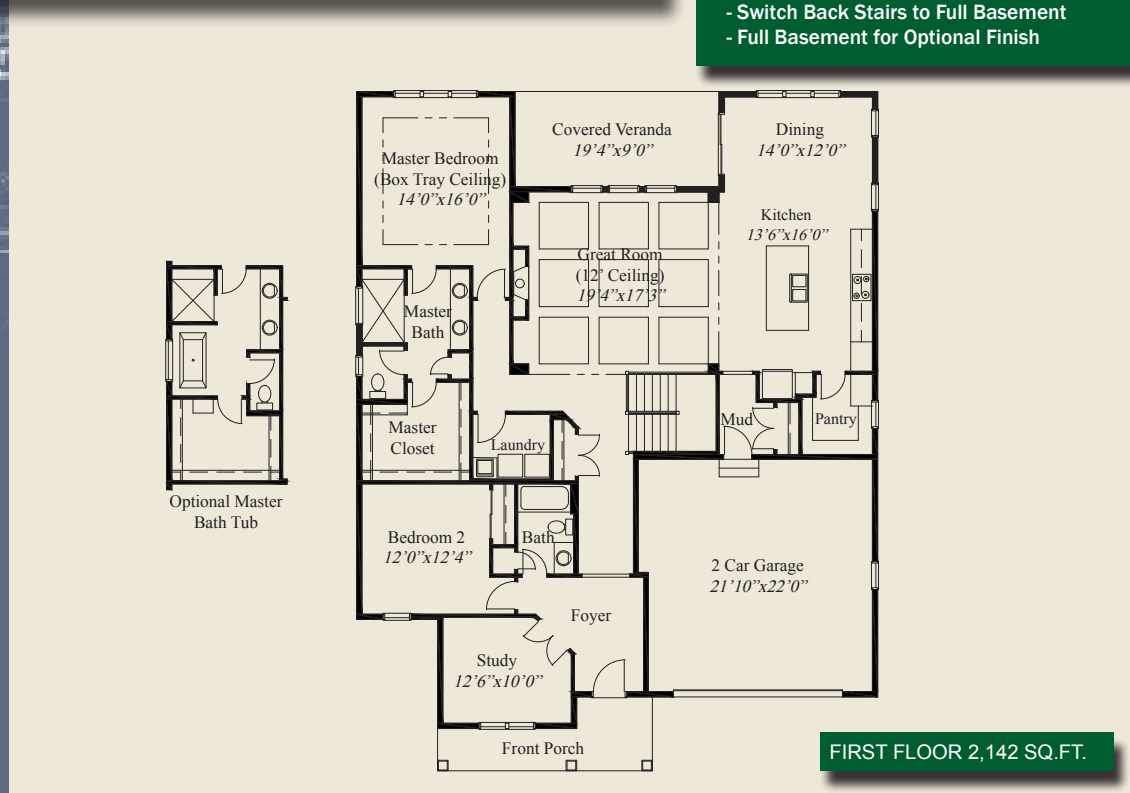 - Switch Back Stairs to Full Basement
- Full Basement for Optional Finish
Covered Veranda
19’4”x9’0”
Dining
14’0”x12’0”
Master Bedroom
(Box Tray Ceiling)
14’0”x16’0”
Kitchen
13’6”x16’0”
Great Room
(12’ Ceiling)
19’4”x17’3”
Master
Bath
Master
Closet
Laundry
Mud
Pantry
Optional Master
Bath Tub
Bedroom 2
12’0”x12’4”
Bath
2 Car Garage
21’10”x22’0”
Foyer
Study
12’6”x10’0”
Front Porch
FIRST FLOOR 2,142 SQ.FT.